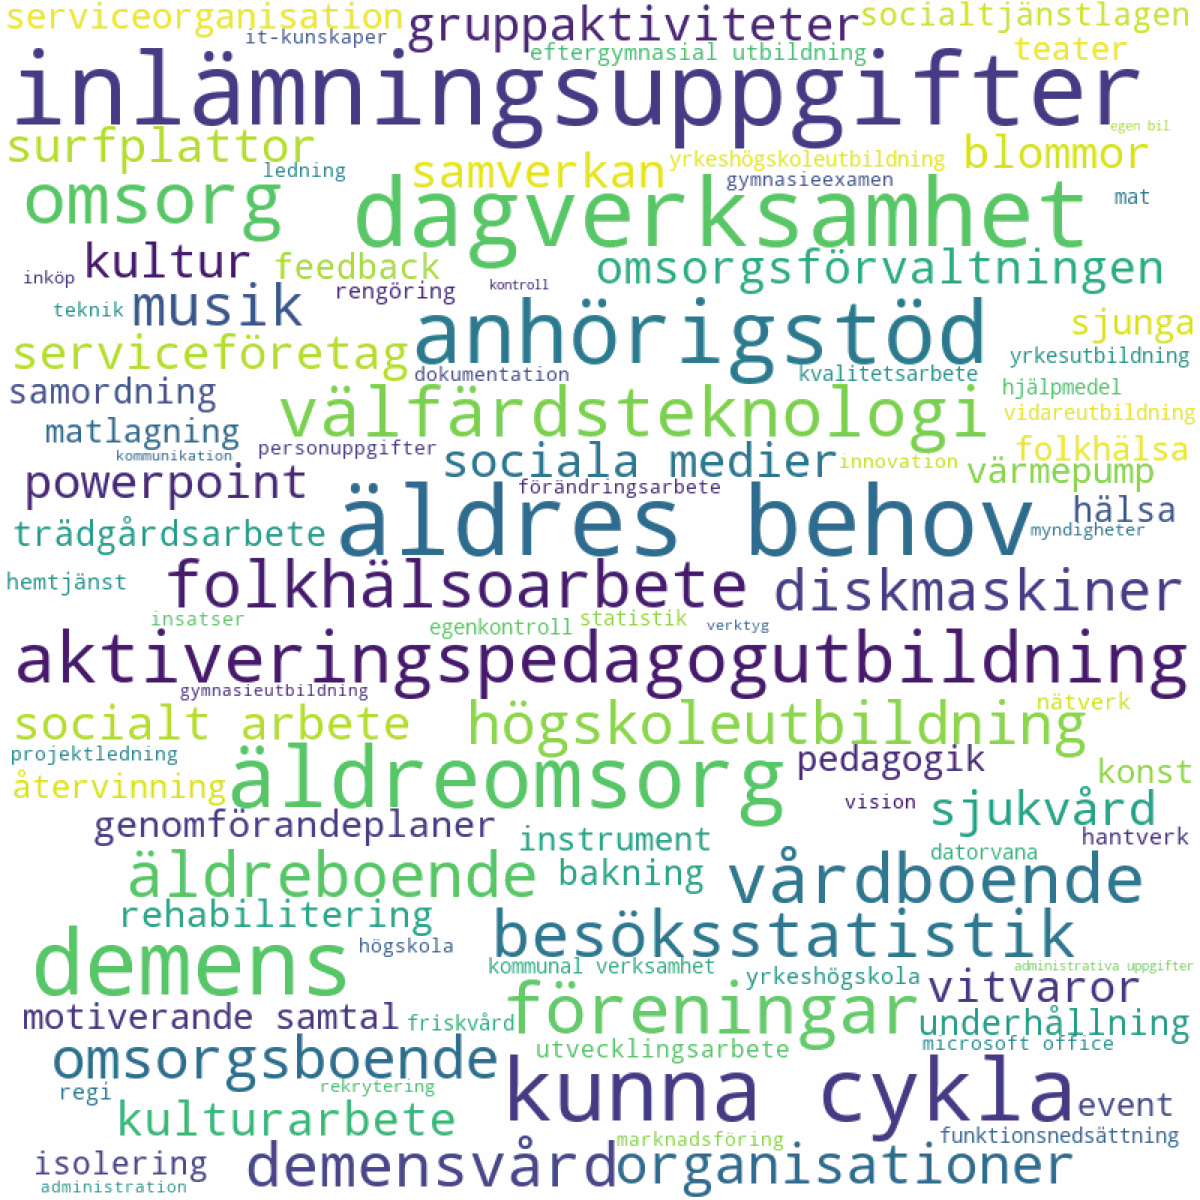 serviceorganisation
gruppaktiviteter
socialtjänstlagen
it-kunskaper
eftergymnasial utbildning
teater
inlämningsuppgifter
egen bil
surfplattor
ledning
samverkan
yrkeshögskoleutbildning
blommor
gymnasieexamen
omsorg
dagverksamhet
mat
kultur
feedback
omsorgsförvaltningen
inköp
rengöring
kontroll
teknik
musik
anhörigstöd
sjunga
serviceföretag
yrkesutbildning
dokumentation
kvalitetsarbete
samordning
välfärdsteknologi
hjälpmedel
vidareutbildning
matlagning
personuppgifter
folkhälsa
kommunikation
sociala medier
innovation
värmepump
powerpoint
förändringsarbete
äldres behov
hälsa
trädgårdsarbete
myndigheter
hemtjänst
folkhälsoarbete
diskmaskiner
insatser
egenkontroll
statistik
verktyg
aktiveringspedagogutbildning
gymnasieutbildning
nätverk
socialt arbete
högskoleutbildning
projektledning
pedagogik
konst
återvinning
äldreomsorg
vision
sjukvård
genomförandeplaner
instrument
hantverk
datorvana
äldreboende
bakning
vårdboende
rehabilitering
besöksstatistik
demens
högskola
kommunal verksamhet
yrkeshögskola
administrativa uppgifter
vitvaror
motiverande samtal
friskvård
föreningar
underhållning
microsoft office
omsorgsboende
utvecklingsarbete
regi
rekrytering
kunna cykla
event
kulturarbete
marknadsföring
funktionsnedsättning
isolering
demensvård
organisationer
administration